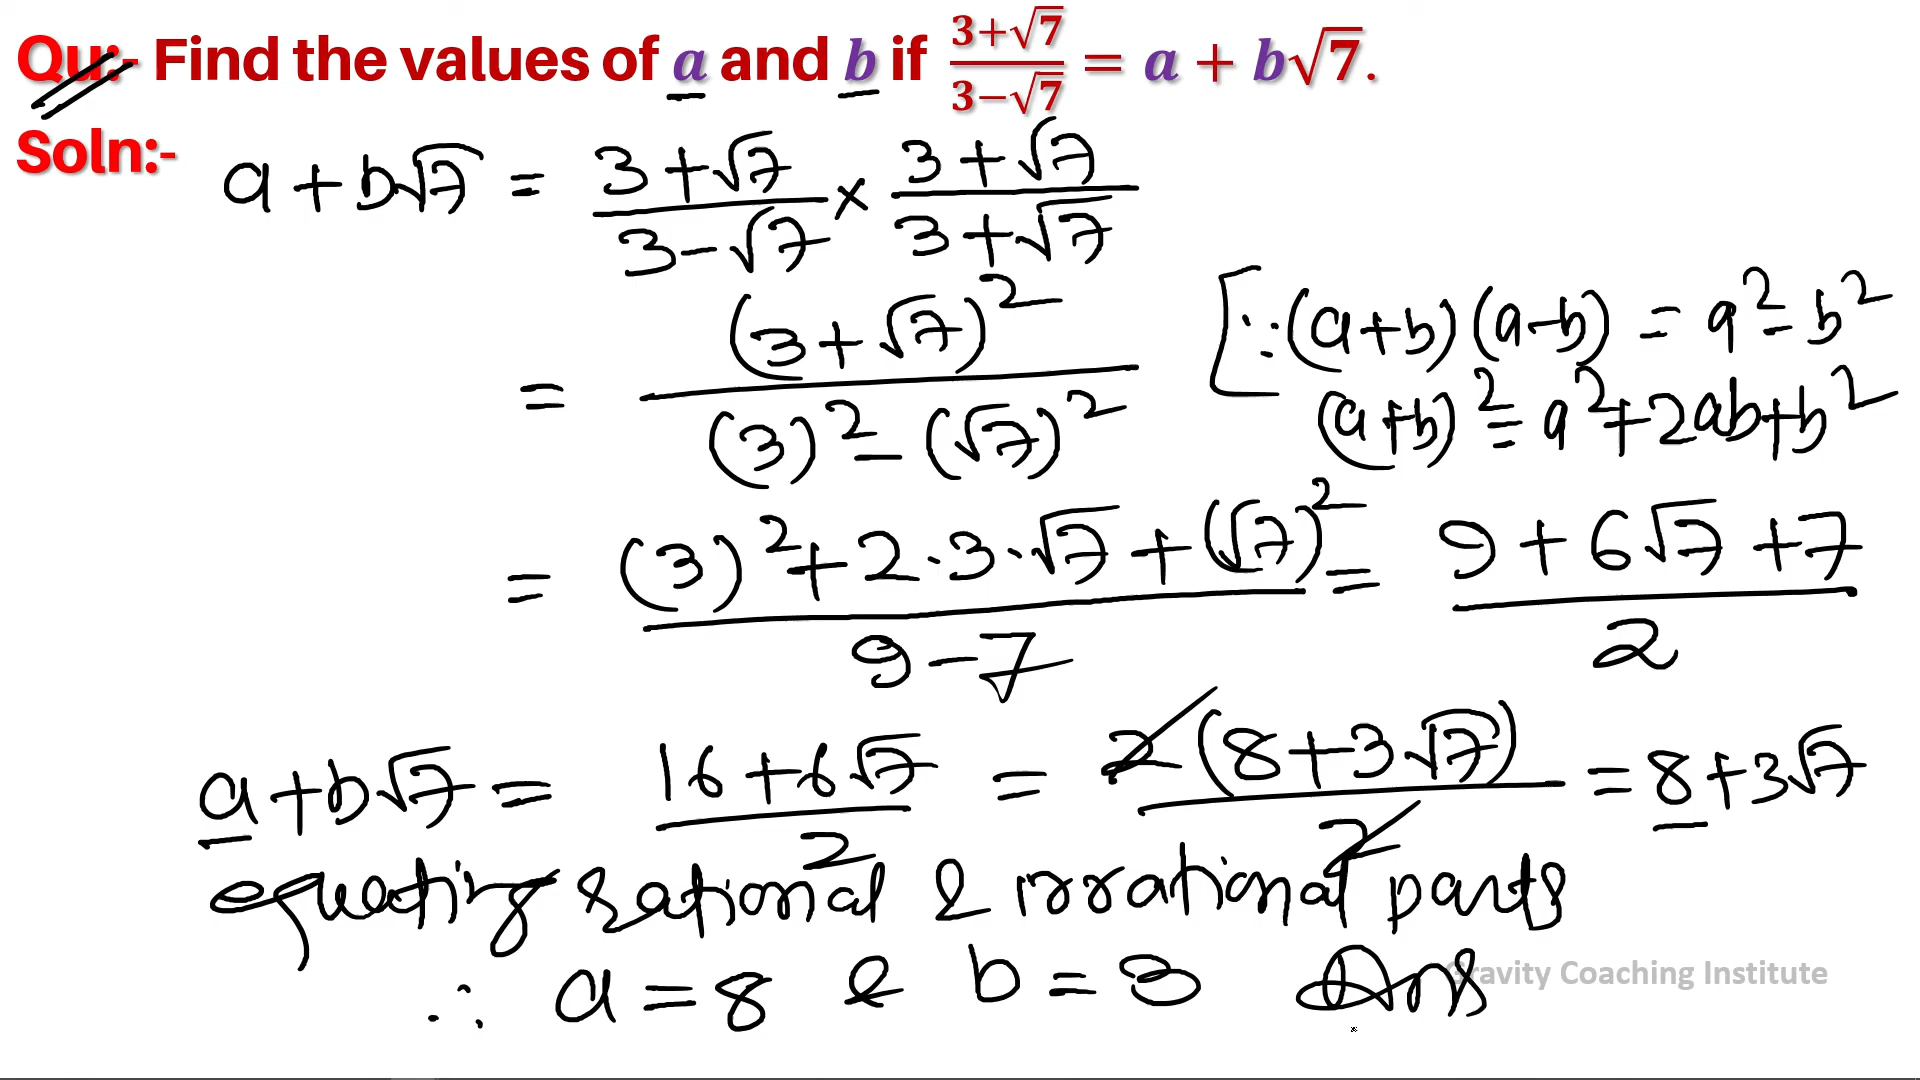 Qu:- Find the values of a and b if (3+√7)/(3−√7) = a + b√7.
Soln:-
a+b√7 = (3+√7)/(3-√7) × (3+√7)/(3+√7)
= (3+√7)²/((3)²-(√7)²)
[∵(a+b)(a-b) = a²-b²
(a+b)²=a²+2ab+b²
= ((3)²+2·3·√7+(√7)²)/(9-7) = (9+6√7+7)/2
a+b√7 = (16+6√7)/2 = 2(8+3√7)/2 = 8+3√7
equating rational & irrational parts
∴ a=8 & b=3 Ans
Gravity Coaching Institute